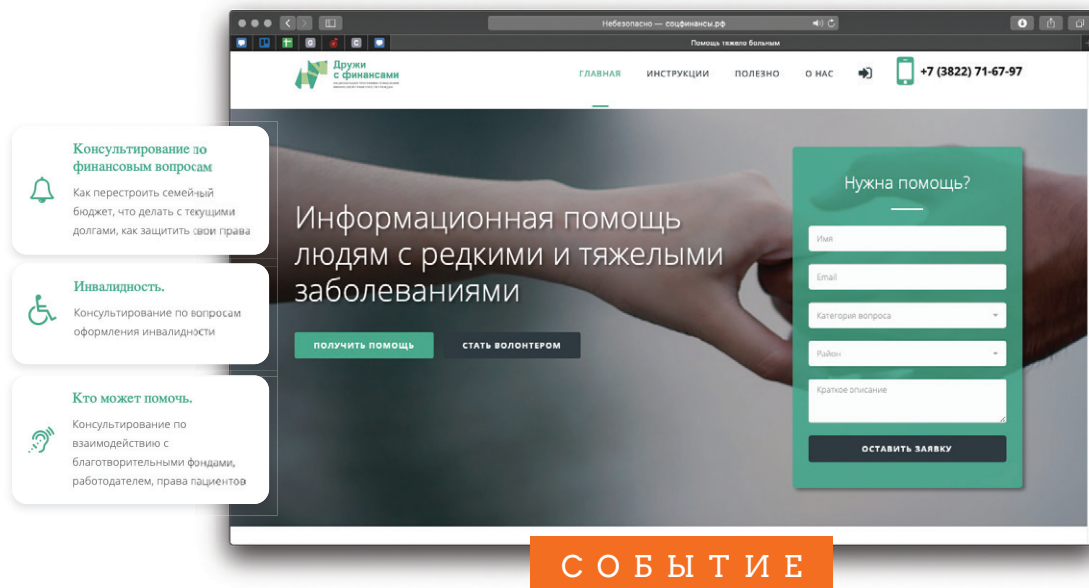 Небезопасно — соцфинансы.рф
Помощь тяжело больным
Дружи
с финансами
ГЛАВНАЯ
ИНСТРУКЦИИ
ПОЛЕЗНО
О НАС
+7 (3822) 71-67-97
Консультирование по
финансовым вопросам
Как перестроить семейный
бюджет, что делать с текущими
долгами, как защитить свои права
Инвалидность.
Консультирование по вопросам
оформления инвалидности
Кто может помочь.
Консультирование по
взаимодействию с
благотворительными фондами,
работодателем, права пациентов
Информационная помощь
людям с редкими и тяжелыми
заболеваниями
ПОЛУЧИТЬ ПОМОЩЬ
СТАТЬ ВОЛОНТЕРОМ
Нужна помощь?
Имя
Email
Категория вопроса
Район
Краткое описание
ОСТАВИТЬ ЗАЯВКУ
СОБЫТИЕ